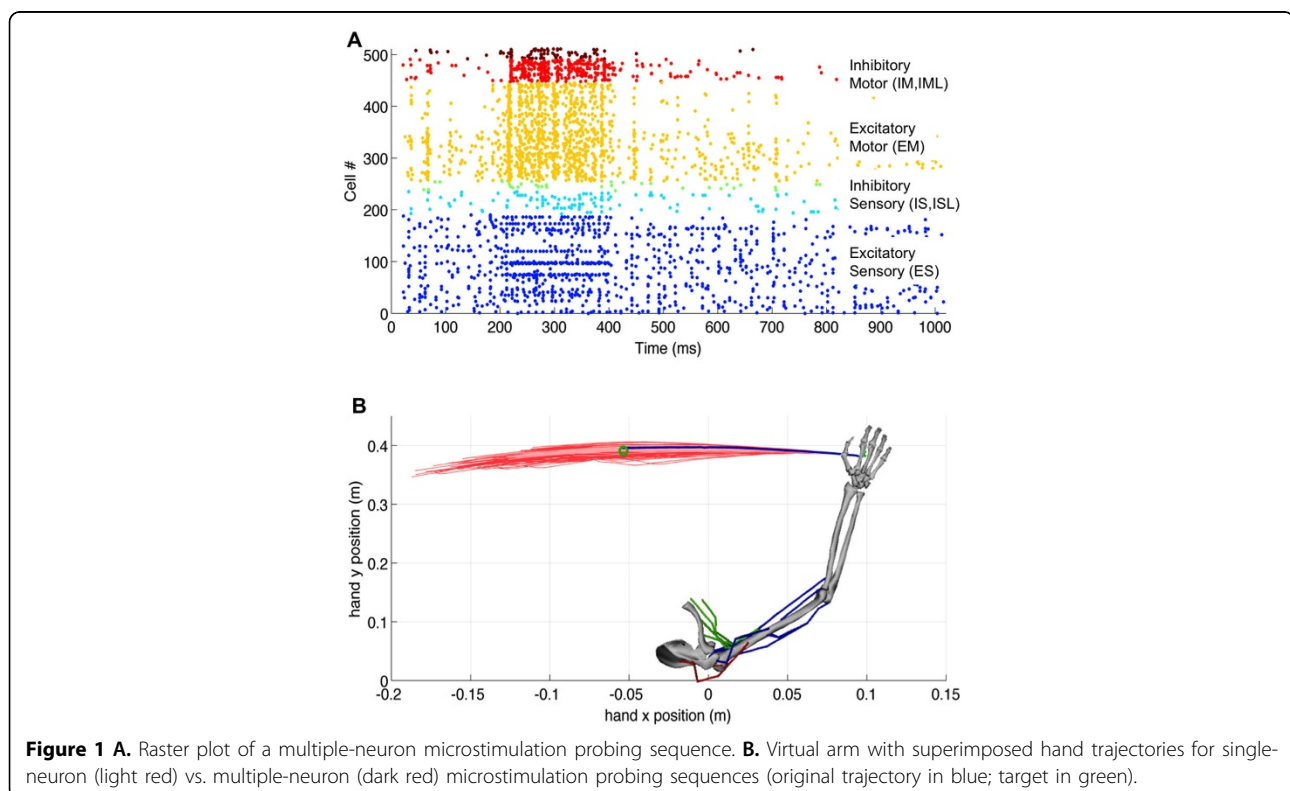 A
500
400
300
200
100
0
Cell #
Inhibitory
Motor (IM,IML)
Excitatory
Motor (EM)
Inhibitory
Sensory (IS,ISL)
Excitatory
Sensory (ES)
0 100 200 300 400 500 600 700 800 900 1000
Time (ms)
B
0.4
0.3
0.2
0.1
0
hand y position (m)
-0.2 -0.15 -0.1 -0.05 0 0.05 0.1 0.15
hand x position (m)
Figure 1 A. Raster plot of a multiple-neuron microstimulation probing sequence. B. Virtual arm with superimposed hand trajectories for single-
neuron (light red) vs. multiple-neuron (dark red) microstimulation probing sequences (original trajectory in blue; target in green).